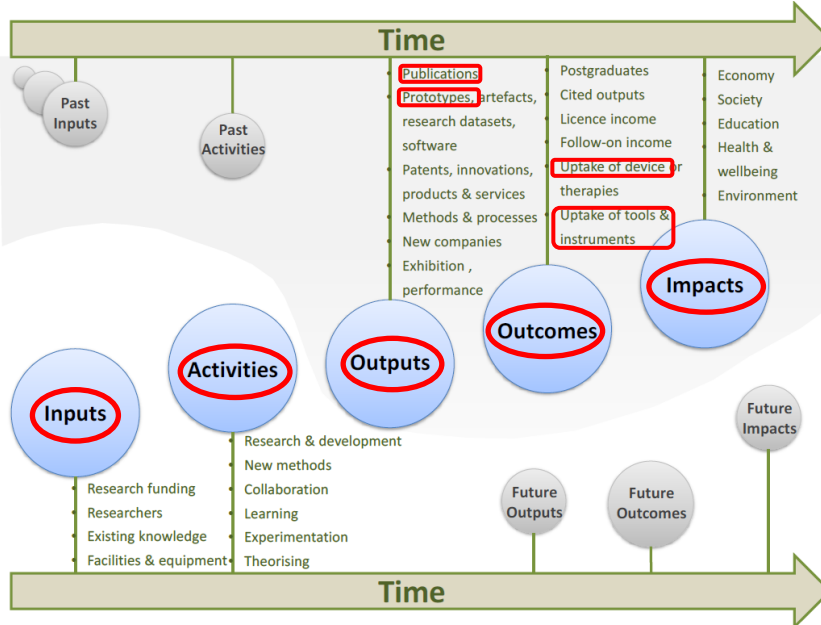 Time
Past
Inputs
Past
Activities
Publications
Prototypes, artefacts,
research datasets,
software
Patents, innovations,
products & services
Methods & processes
New companies
Exhibition ,
performance
Postgraduates
Cited outputs
Licence income
Follow-on income
Uptake of device or
therapies
Uptake of tools &
instruments
Economy
Society
Education
Health &
wellbeing
Environment
Inputs
Activities
Outputs
Outcomes
Impacts
Research funding
Researchers
Existing knowledge
Facilities & equipment
Research & development
New methods
Collaboration
Learning
Experimentation
Theorising
Future
Outputs
Future
Outcomes
Future
Impacts
Time